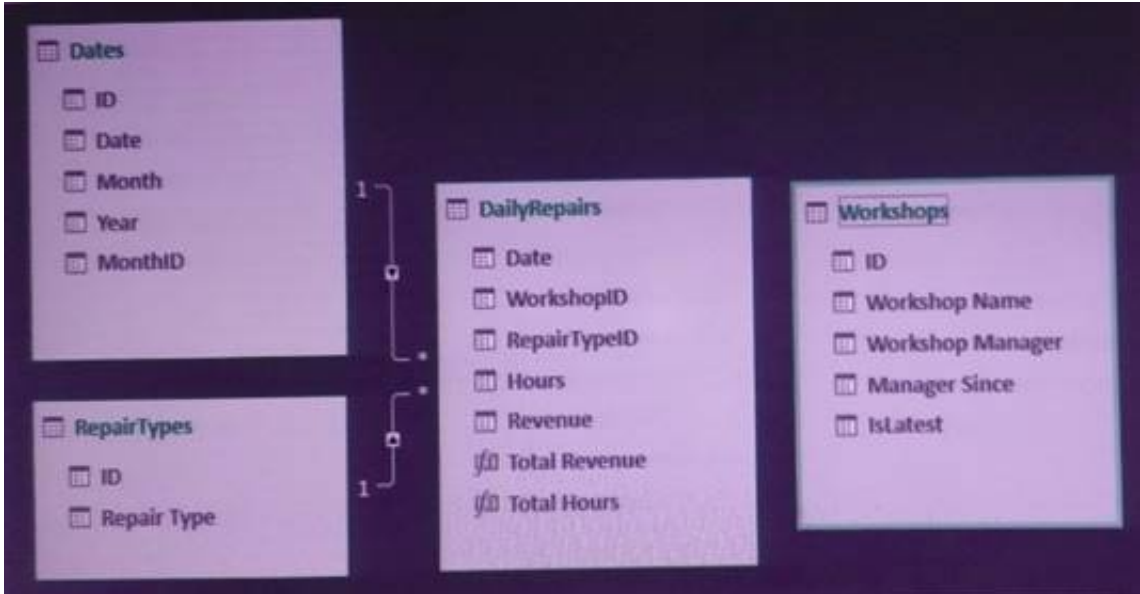 Dates
ID
Date
Month
Year
MonthID
1
*
RepairTypes
ID
Repair Type
*
1
DailyRepairs
Date
WorkshopID
RepairTypeID
Hours
Revenue
Total Revenue
Total Hours
Workshops
ID
Workshop Name
Workshop Manager
Manager Since
IsLatest